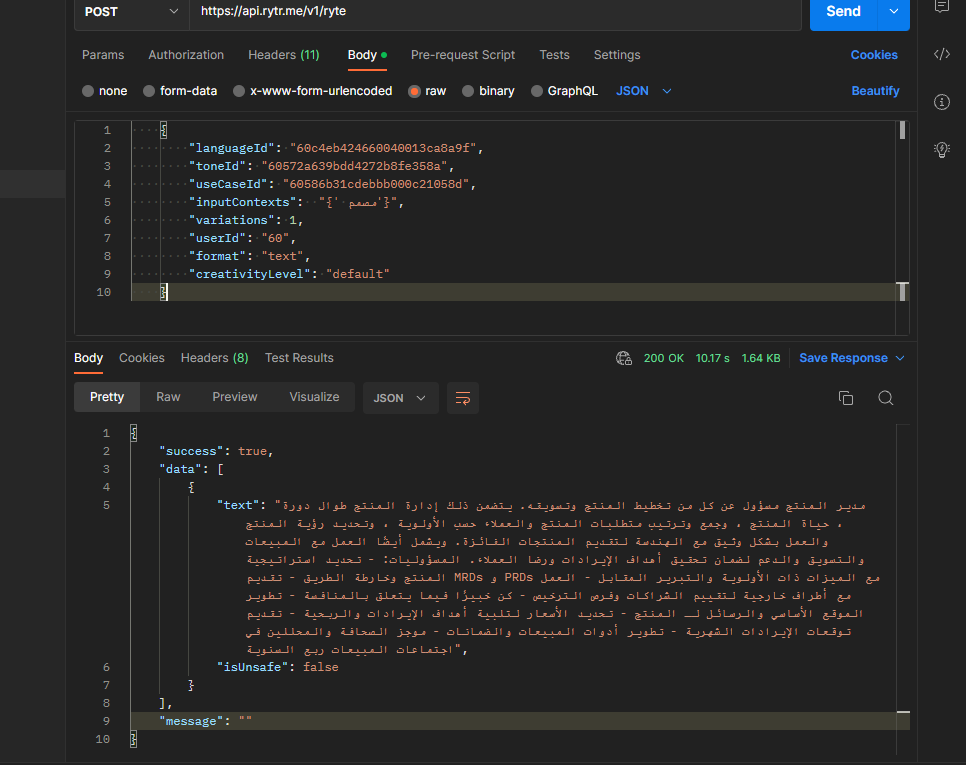 POST
https://api.rytr.me/v1/ryte
Send
Params Authorization Headers (11) Body Pre-request Script Tests Settings Cookies
none form-data x-www-form-urlencoded raw binary GraphQL JSON Beautify
1 {
2 "languageId": "60c4eb424660040013ca8a9f",
3 "toneId": "60572a639bdd4272b8fe358a",
4 "useCaseId": "60586b31cdebbb000c21058d",
5 "inputContexts": "{' مصمم'}",
6 "variations": 1,
7 "userId": "60",
8 "format": "text",
9 "creativityLevel": "default"
10 }
Body Cookies Headers (8) Test Results 200 OK 10.17 s 1.64 KB Save Response
Pretty Raw Preview Visualize JSON
1 {
2 "success": true,
3 "data": [
4 {
5 "text": "مدير المنتج مسؤول عن كل من تخطيط المنتج وتسويقه. يتضمن ذلك إدارة المنتج طوال دورة
حياة المنتج ، وجمع وترتيب متطلبات المنتج والعملاء حسب الأولوية ، وتحديد رؤية المنتج ،
والعمل بشكل وثيق مع الهندسة لتقديم المنتجات الفائزة. ويشمل أيضًا العمل مع المبيعات
والتسويق والدعم لضمان تحقيق أهداف الإيرادات ورضا العملاء. المسؤوليات: - تحديد استراتيجية
المنتج وخارطة الطريق - تقديم MRDs و PRDs مع الميزات ذات الأولوية والتبرير المقابل - العمل
مع أطراف خارجية لتقييم الشراكات وفرص الترخيص - كن خبيرًا فيما يتعلق بالمنافسة - تطوير
الموقع الأساسي والرسائل لـ المنتج - تحديد الأسعار لتلبية أهداف الإيرادات والربحية - تقديم
توقعات الإيرادات الشهرية - تطوير أدوات المبيعات والضمانات - موجز الصحافة والمحللين في
اجتماعات المبيعات ربع السنوية",
6 "isUnsafe": false
7 }
8 ],
9 "message": ""
10 }